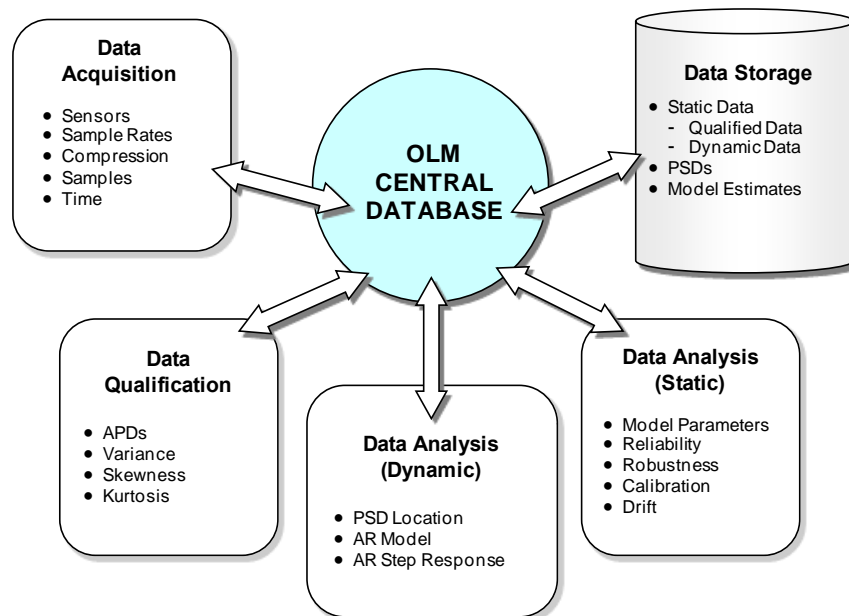 Data
Acquisition
• Sensors
• Sample Rates
• Compression
• Samples
• Time
OLM
CENTRAL
DATABASE
Data Storage
• Static Data
- Qualified Data
- Dynamic Data
• PSDs
• Model Estimates
Data
Qualification
• APDs
• Variance
• Skewness
• Kurtosis
Data Analysis
(Dynamic)
• PSD Location
• AR Model
• AR Step Response
Data Analysis
(Static)
• Model Parameters
• Reliability
• Robustness
• Calibration
• Drift